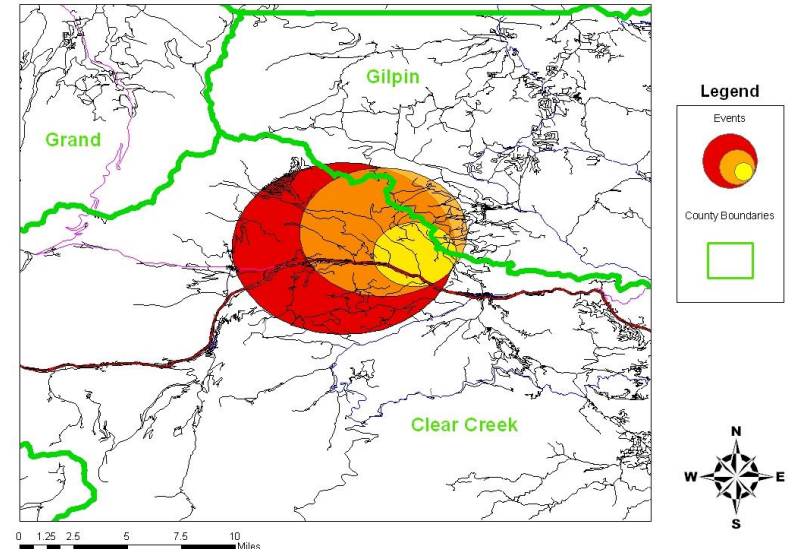 Gilpin
Grand
Clear Creek
Legend
Events
County Boundaries
N
W E
S
0 1.25 2.5 5 7.5 10
Miles